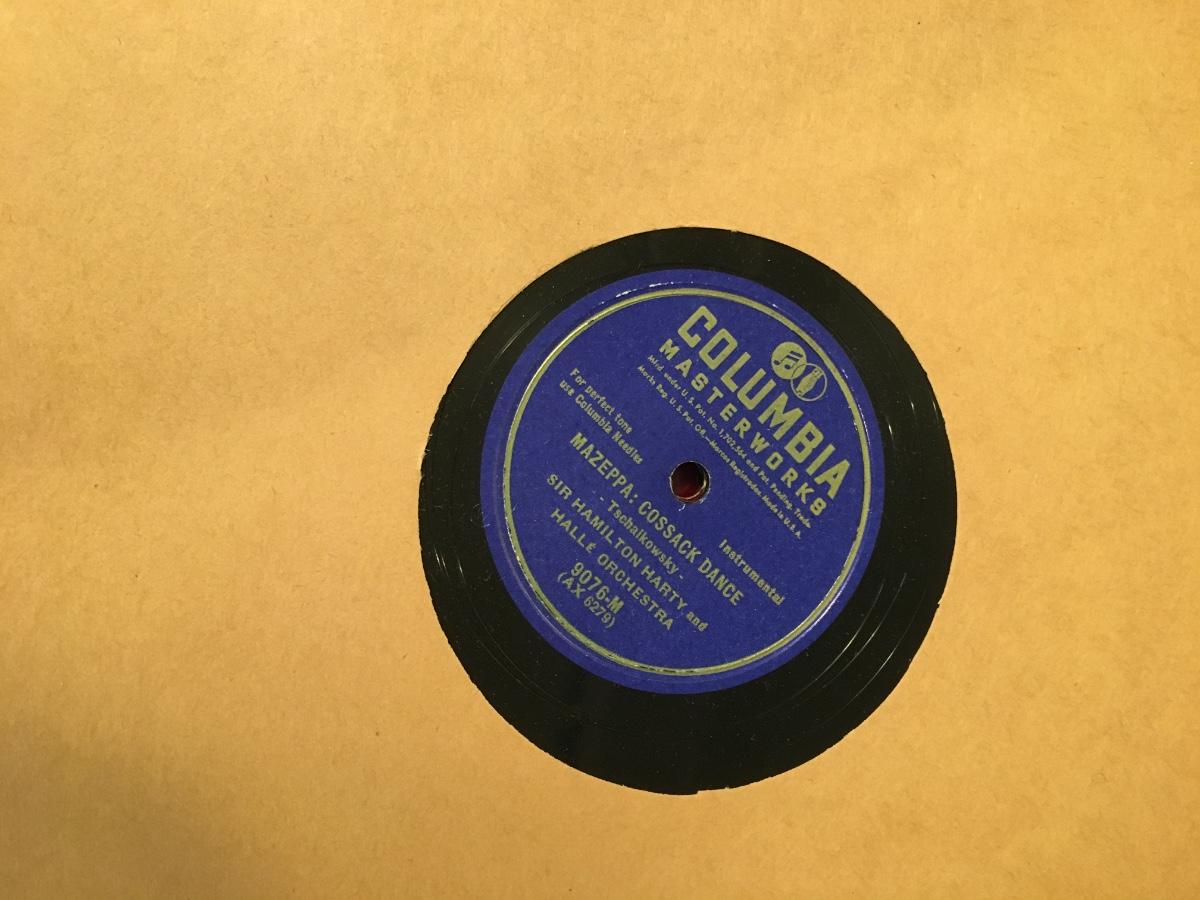 COLUMBIA
MASTERWORKS
Mf'd. under U. S. Pat. No. 1,702,564 and Pat. Pending. Trade
Marks Reg. U. S. Pat. Off.—Marcas Registradas. Made in U.S.A.
For perfect tone
use Columbia Needles
Instrumental
MAZEPPA: COSSACK DANCE
- Tschaikowsky -
SIR HAMILTON HARTY and
HALLÉ ORCHESTRA
9076-M
(AX 6279)